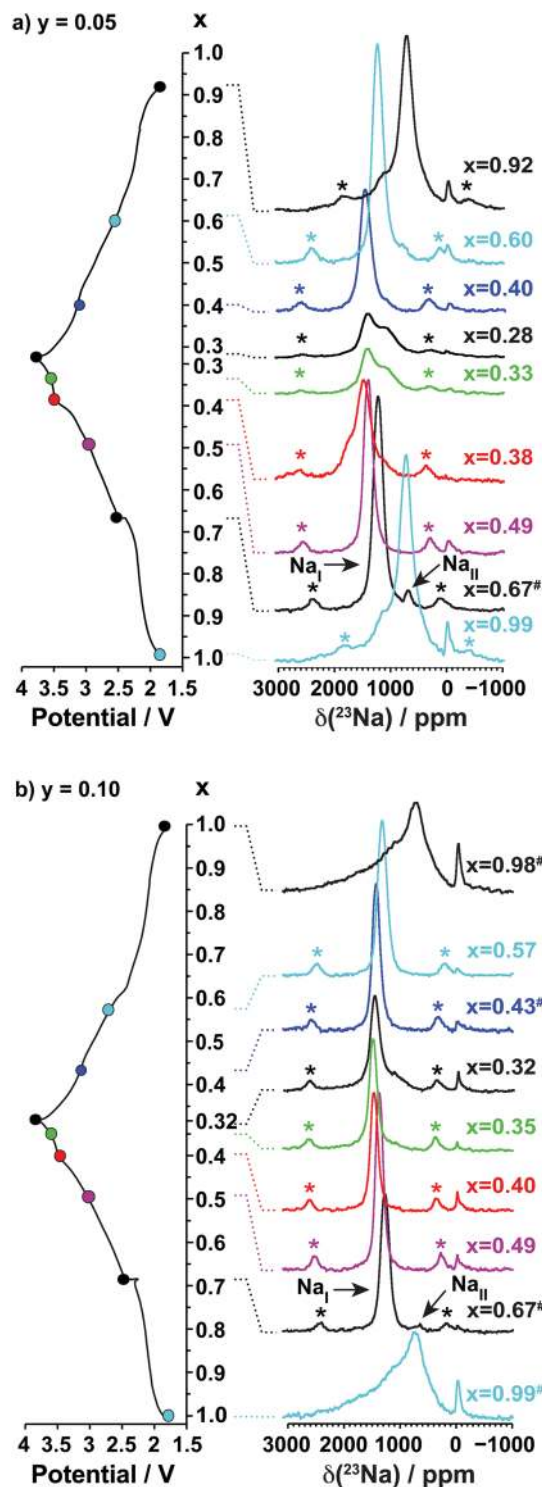 a) y = 0.05
x
1.0
0.9
0.8
0.7
0.6
0.5
0.4
0.3
0.3
0.4
0.5
0.6
0.7
0.8
0.9
1.0
4 3.5 3 2.5 2 1.5
Potential / V
* * x=0.92
* * x=0.60
* * x=0.40
* * x=0.28
* * x=0.33
* * x=0.38
* * x=0.49
NaI NaII
* * x=0.67#
* * x=0.99
3000 2000 1000 0 −1000
δ(²³Na) / ppm
b) y = 0.10
x
1.0
0.9
0.8
0.7
0.6
0.5
0.4
0.32
0.4
0.5
0.6
0.7
0.8
0.9
1.0
4 3.5 3 2.5 2 1.5
Potential / V
x=0.98#
* * x=0.57
* * x=0.43#
* * x=0.32
* * x=0.35
* * x=0.40
* * x=0.49
NaI NaII
* * x=0.67#
x=0.99#
3000 2000 1000 0 −1000
δ(²³Na) / ppm